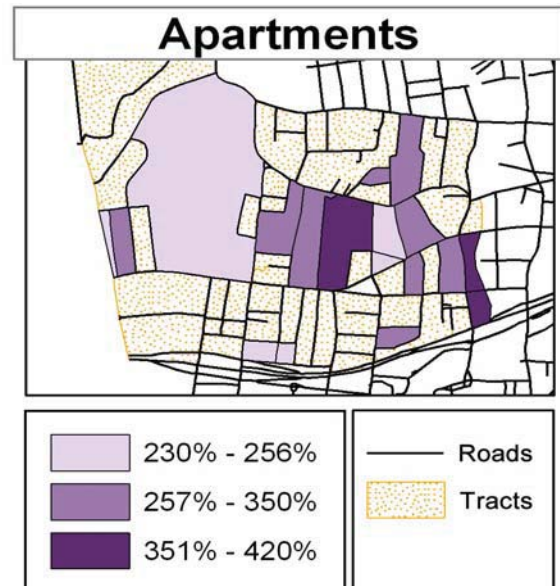 Apartments
230% - 256%
257% - 350%
351% - 420%
Roads
Tracts